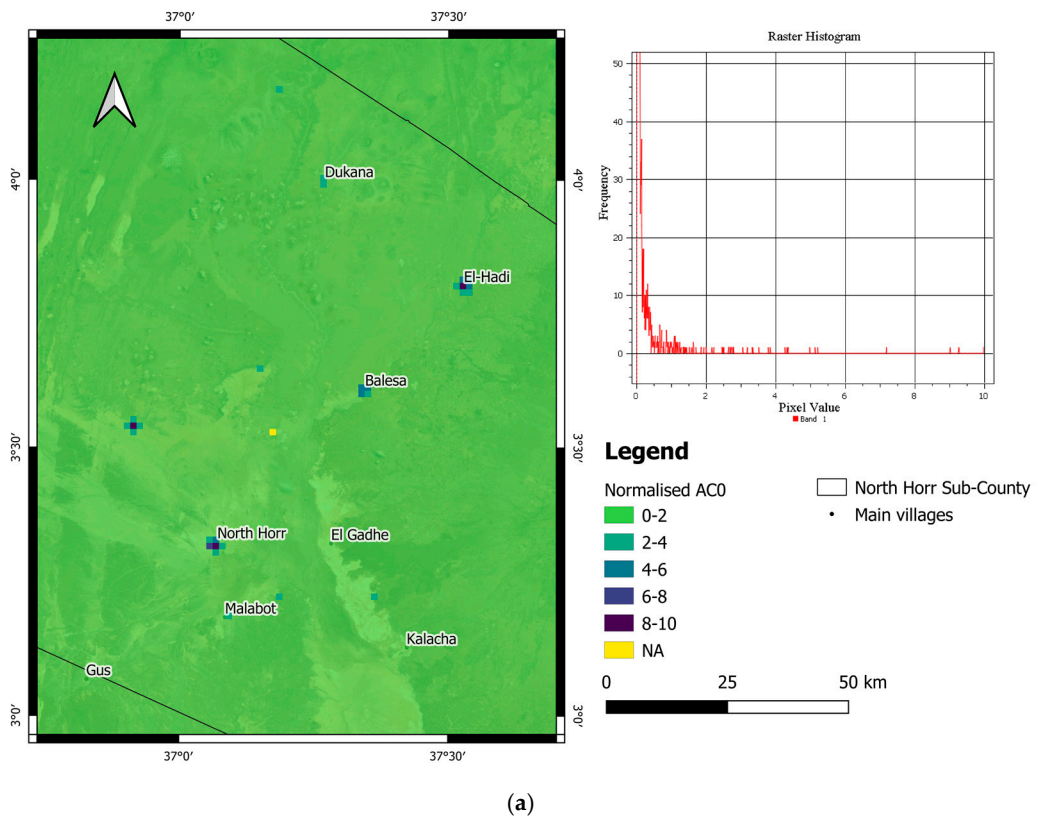 37°0′
37°30′
4°0′
4°0′
Dukana
El-Hadi
Balesa
3°30′
3°30′
North Horr
El Gadhe
Malabot
Kalacha
Gus
3°0′
3°0′
37°0′
37°30′
Raster Histogram
Frequency
50
40
30
20
10
0
0
2
4
6
8
10
Pixel Value
Band 1
Legend
Normalised AC0
0-2
2-4
4-6
6-8
8-10
NA
North Horr Sub-County
Main villages
0
25
50 km
(a)